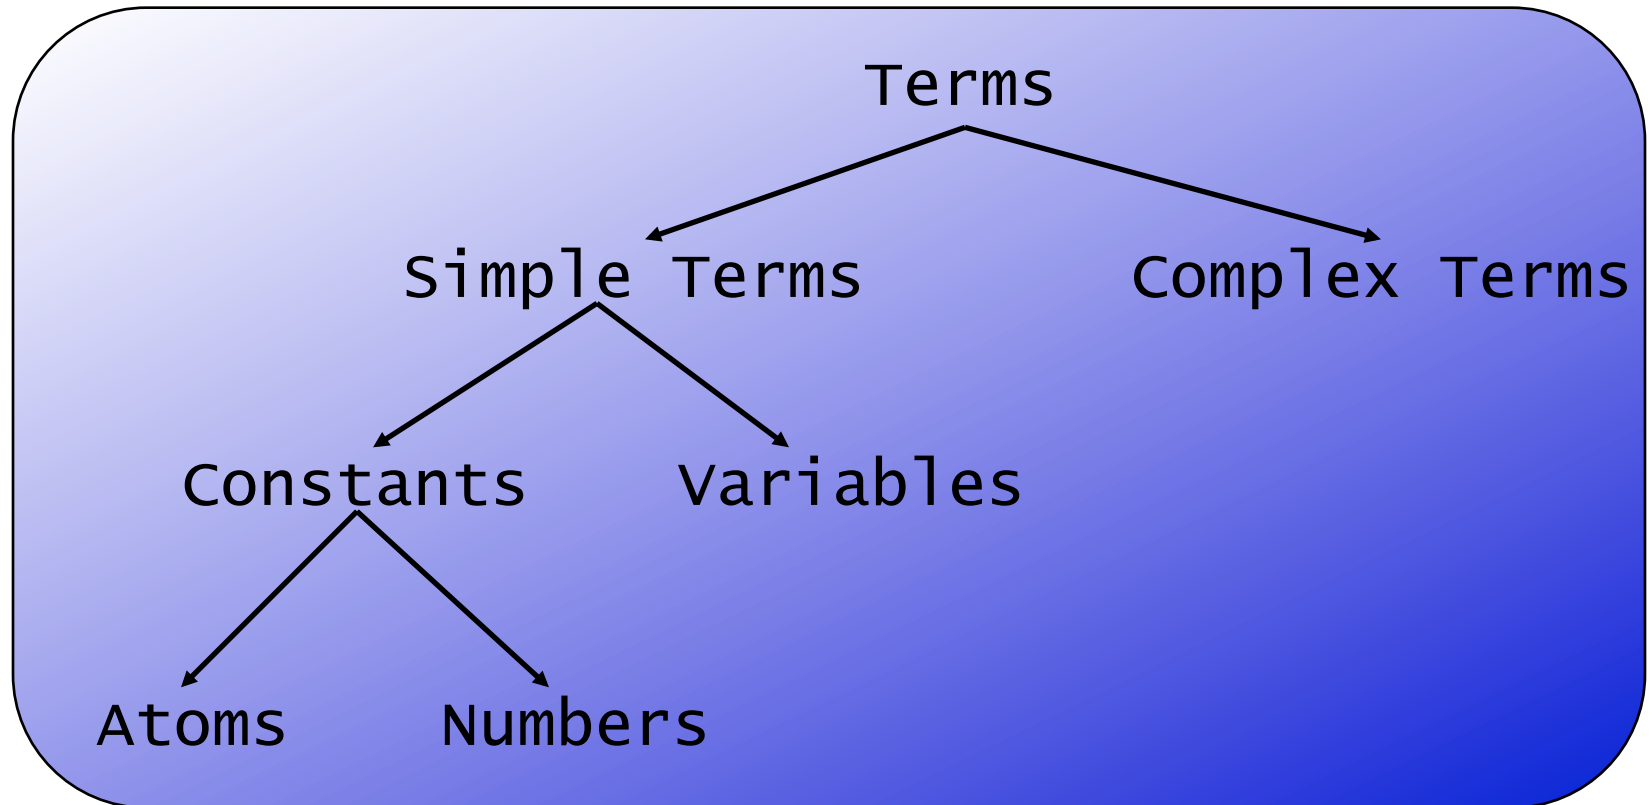 Terms
Simple Terms
Complex Terms
Constants
Variables
Atoms
Numbers